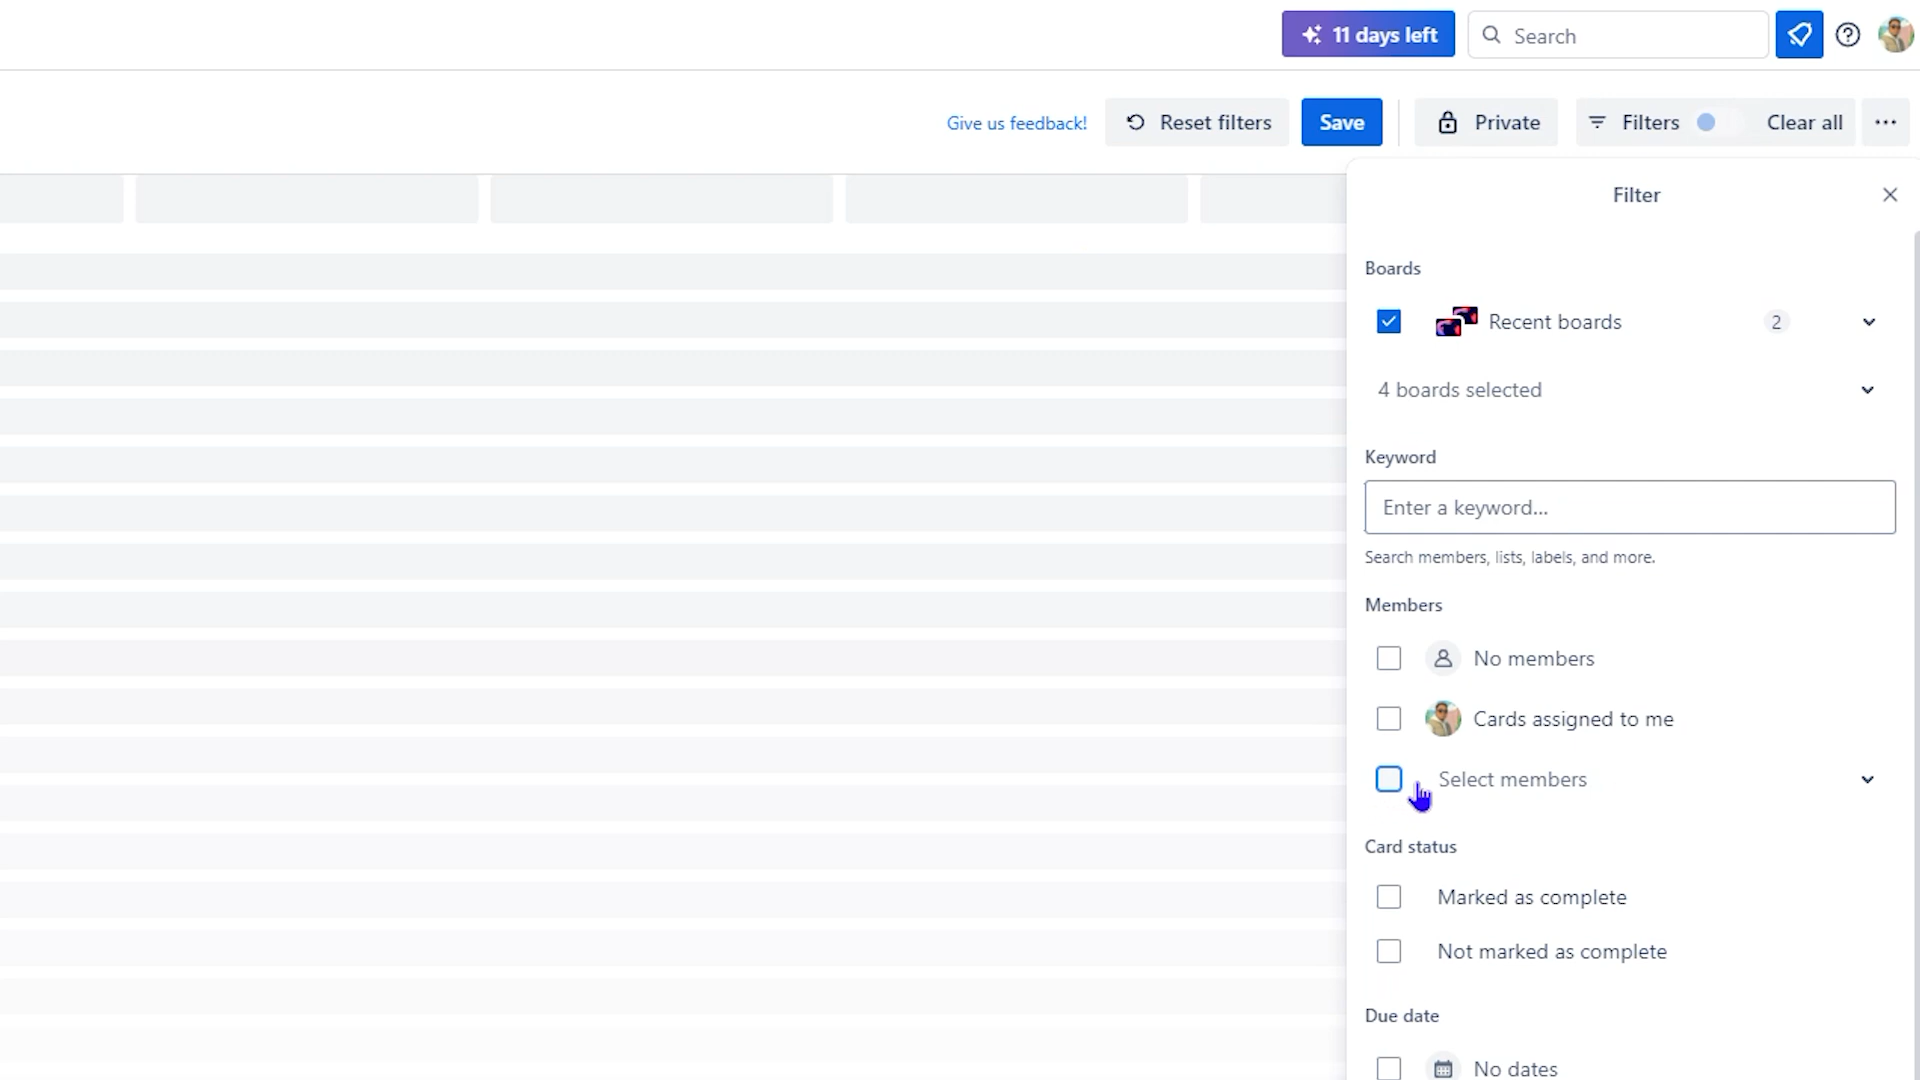 11 days left
Search
Give us feedback!
Reset filters
Save
Private
Filters
Clear all
Filter
Boards
Recent boards
2
4 boards selected
Keyword
Enter a keyword...
Search members, lists, labels, and more.
Members
No members
Cards assigned to me
Select members
Card status
Marked as complete
Not marked as complete
Due date
No dates